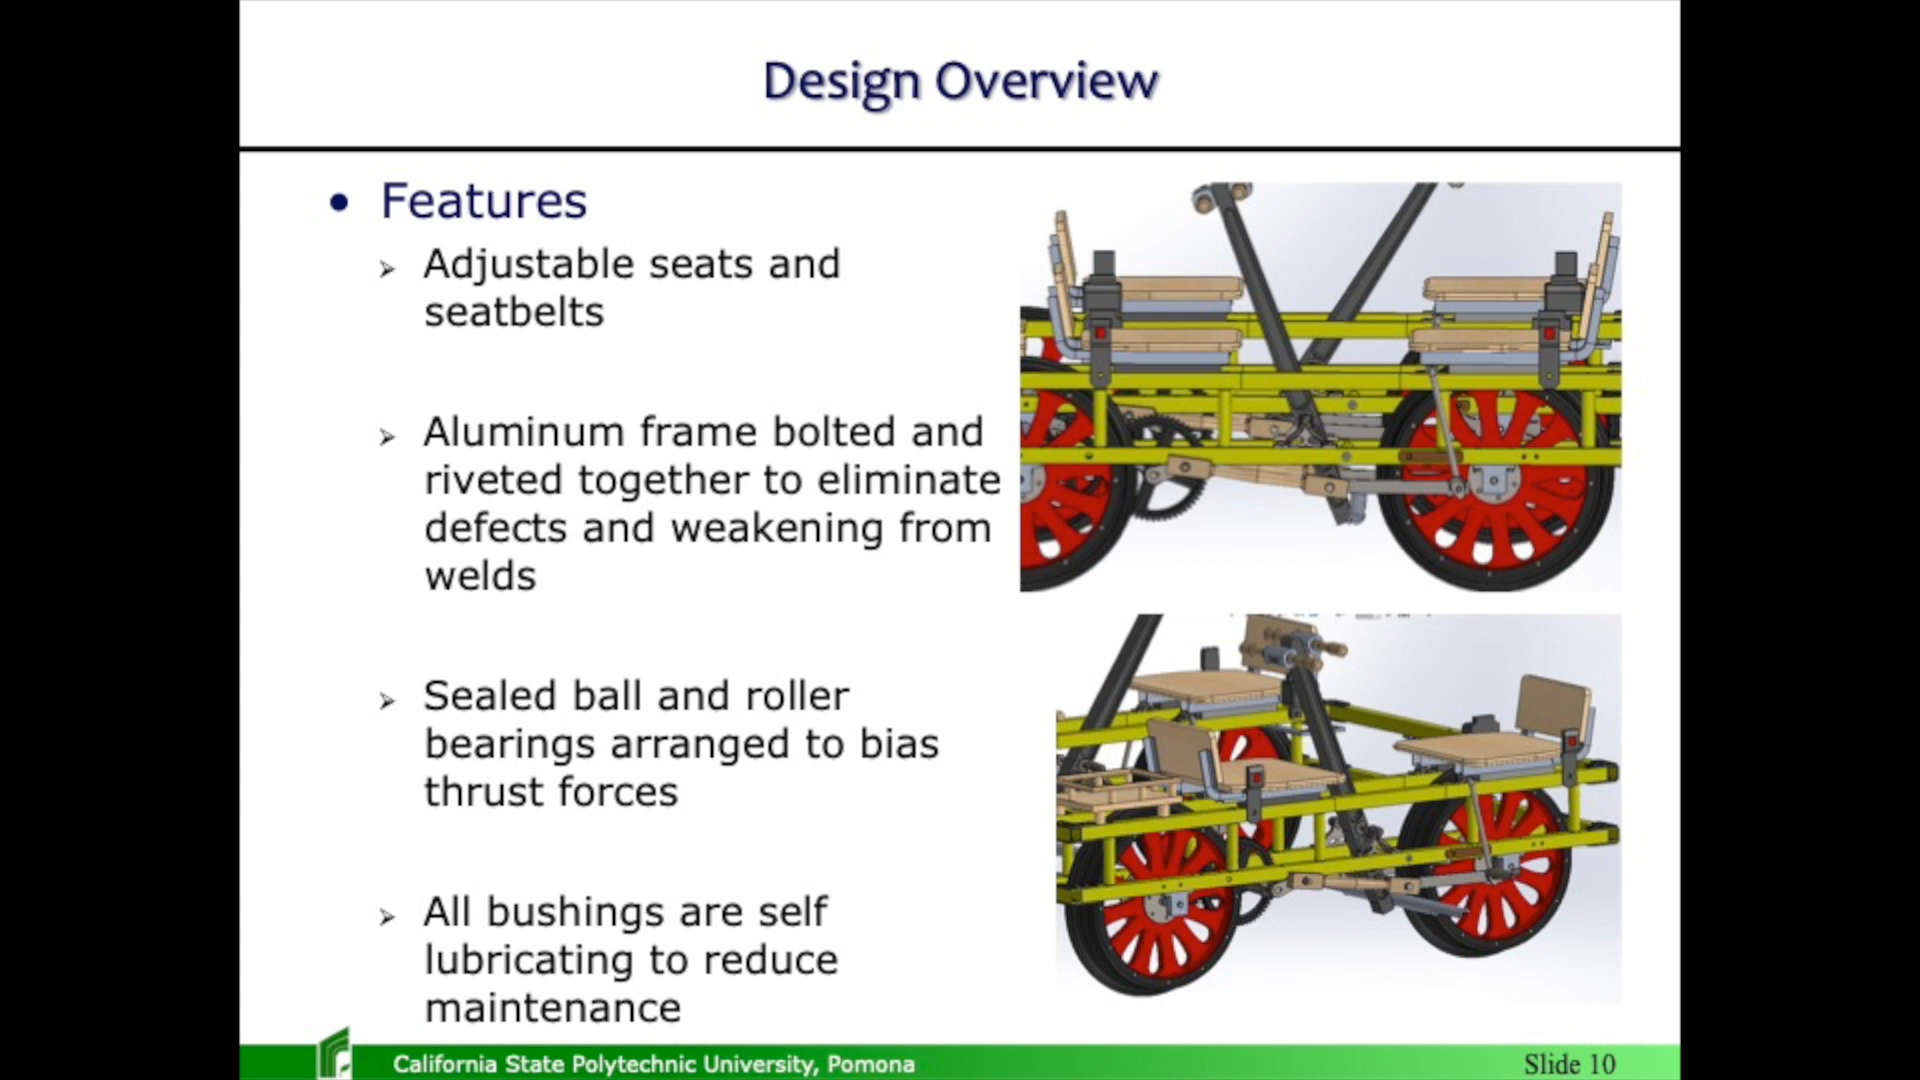 Design Overview
• Features
➢ Adjustable seats and
seatbelts
➢ Aluminum frame bolted and
riveted together to eliminate
defects and weakening from
welds
➢ Sealed ball and roller
bearings arranged to bias
thrust forces
➢ All bushings are self
lubricating to reduce
maintenance
California State Polytechnic University, Pomona
Slide 10